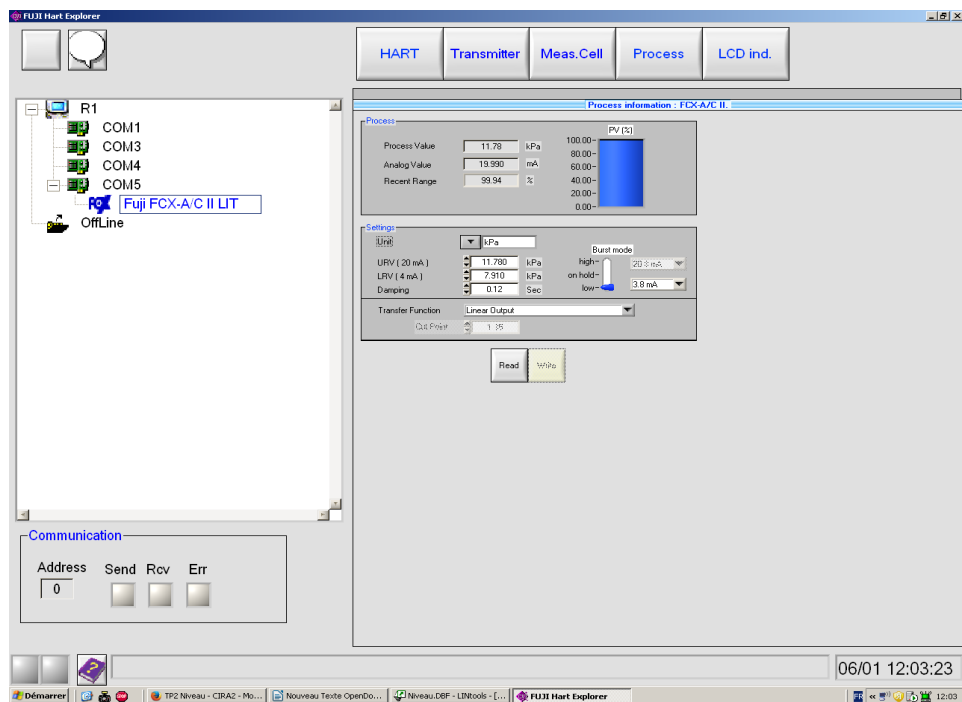 FUJI Hart Explorer
HART Transmitter Meas.Cell Process LCD ind.
R1
COM1
COM3
COM4
COM5
Fuji FCX-A/C II LIT
OffLine
Process information : FCX-A/C II.
Process
PV (%)
Process Value 11.78 kPa
Analog Value 19.990 mA
Recent Range 99.94 %
100.00-
80.00-
60.00-
40.00-
20.00-
0.00-
Settings
Unit kPa
URV ( 20 mA ) 11.780 kPa
LRV ( 4 mA ) 7.910 kPa
Damping 0.12 Sec
Burst mode
high-
on hold-
low- 3.8 mA
Transfer Function Linear Output
Cut Point
Read Write
Communication
Address Send Rcv Err
0
06/01 12:03:23
Démarrer TP2 Niveau - CIRA2 - Mo... Nouveau Texte OpenDo... Niveau.DBF - LINtools - [... FUJI Hart Explorer FR « 12:03